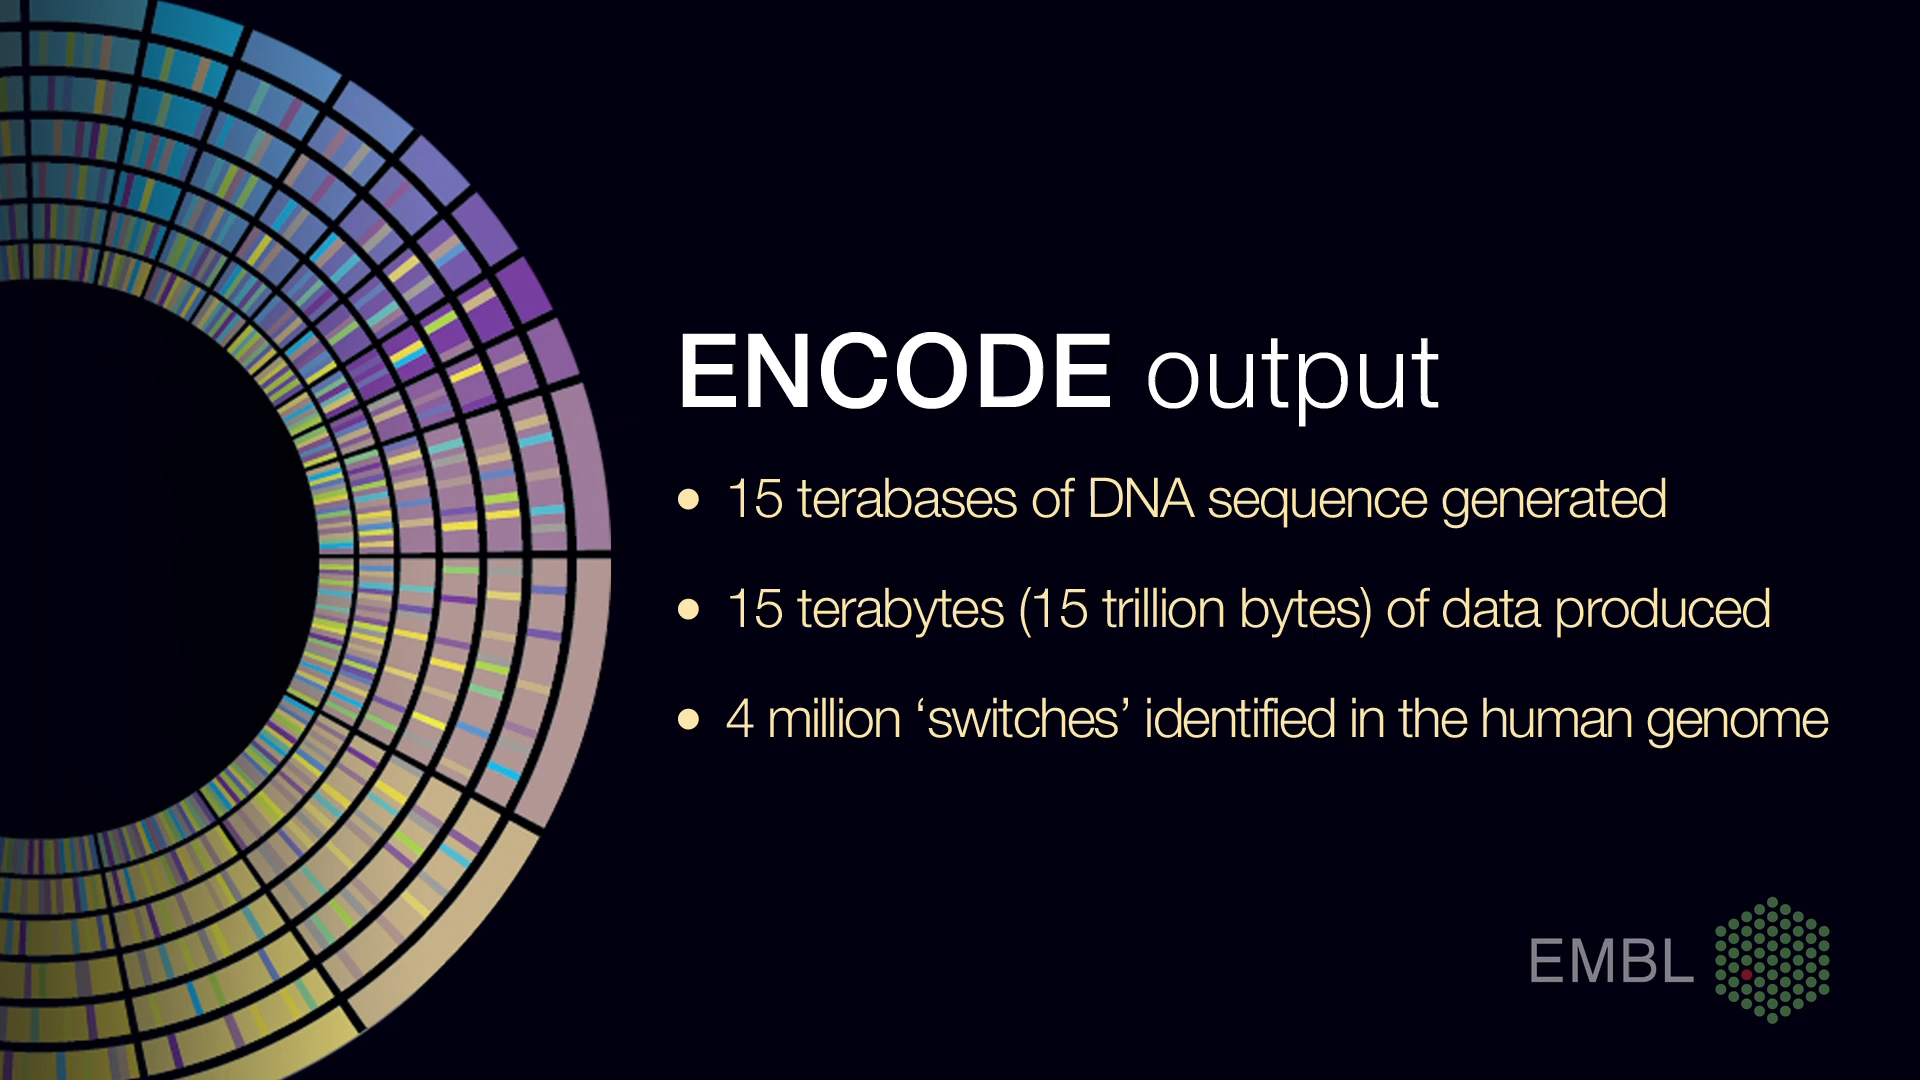 ENCODE output
• 15 terabases of DNA sequence generated
• 15 terabytes (15 trillion bytes) of data produced
• 4 million ‘switches’ identified in the human genome
EMBL